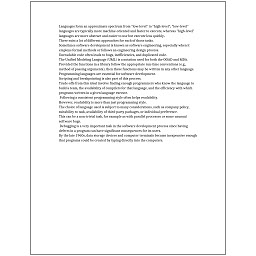 Languages form an approximate spectrum from "low-level" to "high-level"; "low-level"
languages are typically more machine-oriented and faster to execute, whereas "high-level"
languages are more abstract and easier to use but execute less quickly.
There exist a lot of different approaches for each of those tasks.
Sometimes software development is known as software engineering, especially when it
employs formal methods or follows an engineering design process.
Unreadable code often leads to bugs, inefficiencies, and duplicated code.
The Unified Modeling Language (UML) is a notation used for both the OOAD and MDA.
Provided the functions in a library follow the appropriate run-time conventions (e.g.,
method of passing arguments), then these functions may be written in any other language.
Programming languages are essential for software development.
Scripting and breakpointing is also part of this process.
Trade-offs from this ideal involve finding enough programmers who know the language to
build a team, the availability of compilers for that language, and the efficiency with which
programs written in a given language execute.
Following a consistent programming style often helps readability.
However, readability is more than just programming style.
The choice of language used is subject to many considerations, such as company policy,
suitability to task, availability of third-party packages, or individual preference.
This can be a non-trivial task, for example as with parallel processes or some unusual
software bugs.
Debugging is a very important task in the software development process since having
defects in a program can have significant consequences for its users.
By the late 1960s, data storage devices and computer terminals became inexpensive enough
that programs could be created by typing directly into the computers.